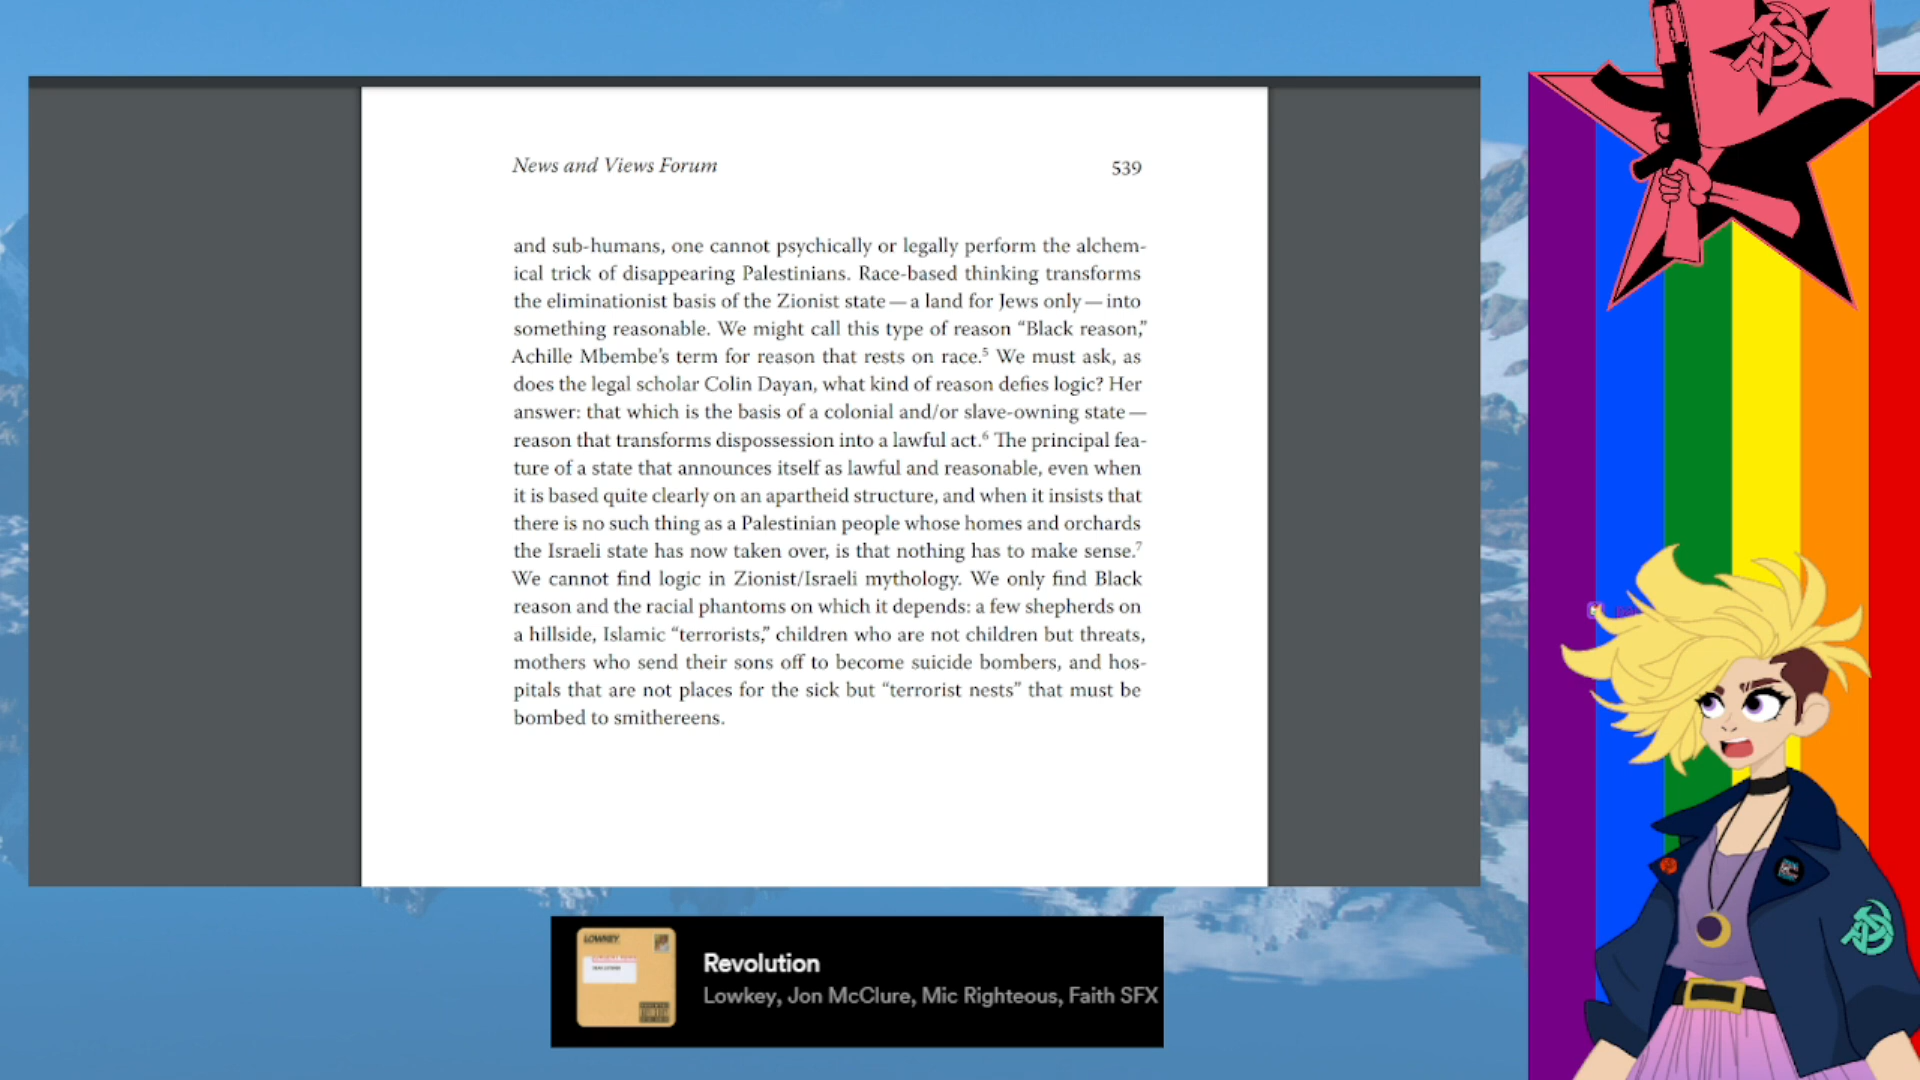 News and Views Forum 539
and sub-humans, one cannot psychically or legally perform the alchem-
ical trick of disappearing Palestinians. Race-based thinking transforms
the eliminationist basis of the Zionist state — a land for Jews only — into
something reasonable. We might call this type of reason “Black reason,”
Achille Mbembe’s term for reason that rests on race.5 We must ask, as
does the legal scholar Colin Dayan, what kind of reason defies logic? Her
answer: that which is the basis of a colonial and/or slave-owning state —
reason that transforms dispossession into a lawful act.6 The principal fea-
ture of a state that announces itself as lawful and reasonable, even when
it is based quite clearly on an apartheid structure, and when it insists that
there is no such thing as a Palestinian people whose homes and orchards
the Israeli state has now taken over, is that nothing has to make sense.7
We cannot find logic in Zionist/Israeli mythology. We only find Black
reason and the racial phantoms on which it depends: a few shepherds on
a hillside, Islamic “terrorists,” children who are not children but threats,
mothers who send their sons off to become suicide bombers, and hos-
pitals that are not places for the sick but “terrorist nests” that must be
bombed to smithereens.
LOWKEY
Revolution
Lowkey, Jon McClure, Mic Righteous, Faith SFX